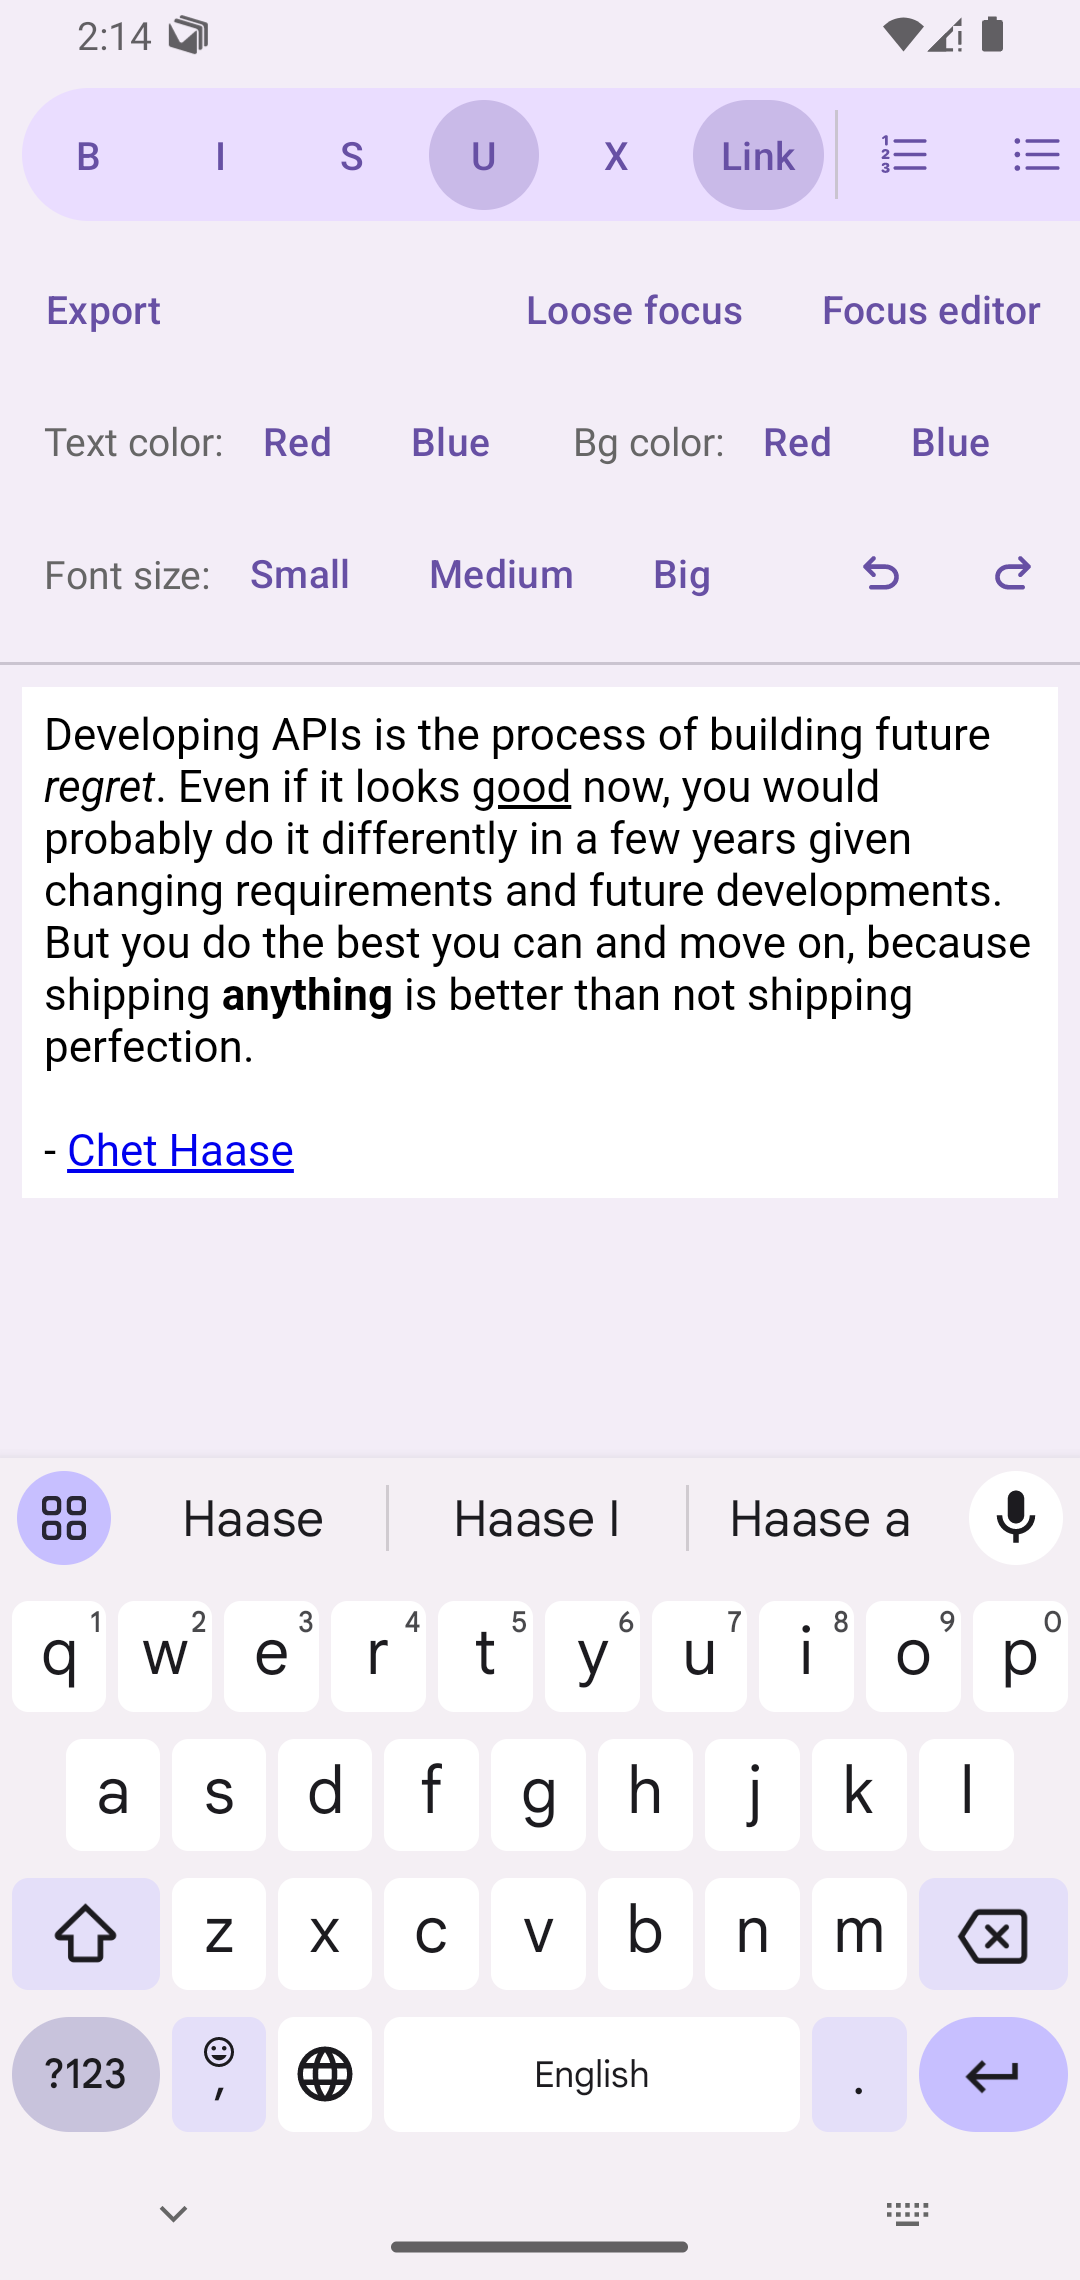 2:14
B I S U X Link 1 2 3
Export Loose focus Focus editor
Text color: Red Blue Bg color: Red Blue
Font size: Small Medium Big
Developing APIs is the process of building future
regret. Even if it looks good now, you would
probably do it differently in a few years given
changing requirements and future developments.
But you do the best you can and move on, because
shipping anything is better than not shipping
perfection.
- Chet Haase
Haase Haase I Haase a
q 1 w 2 e 3 r 4 t 5 y 6 u 7 i 8 o 9 p 0
a s d f g h j k l
z x c v b n m
?123 , English .